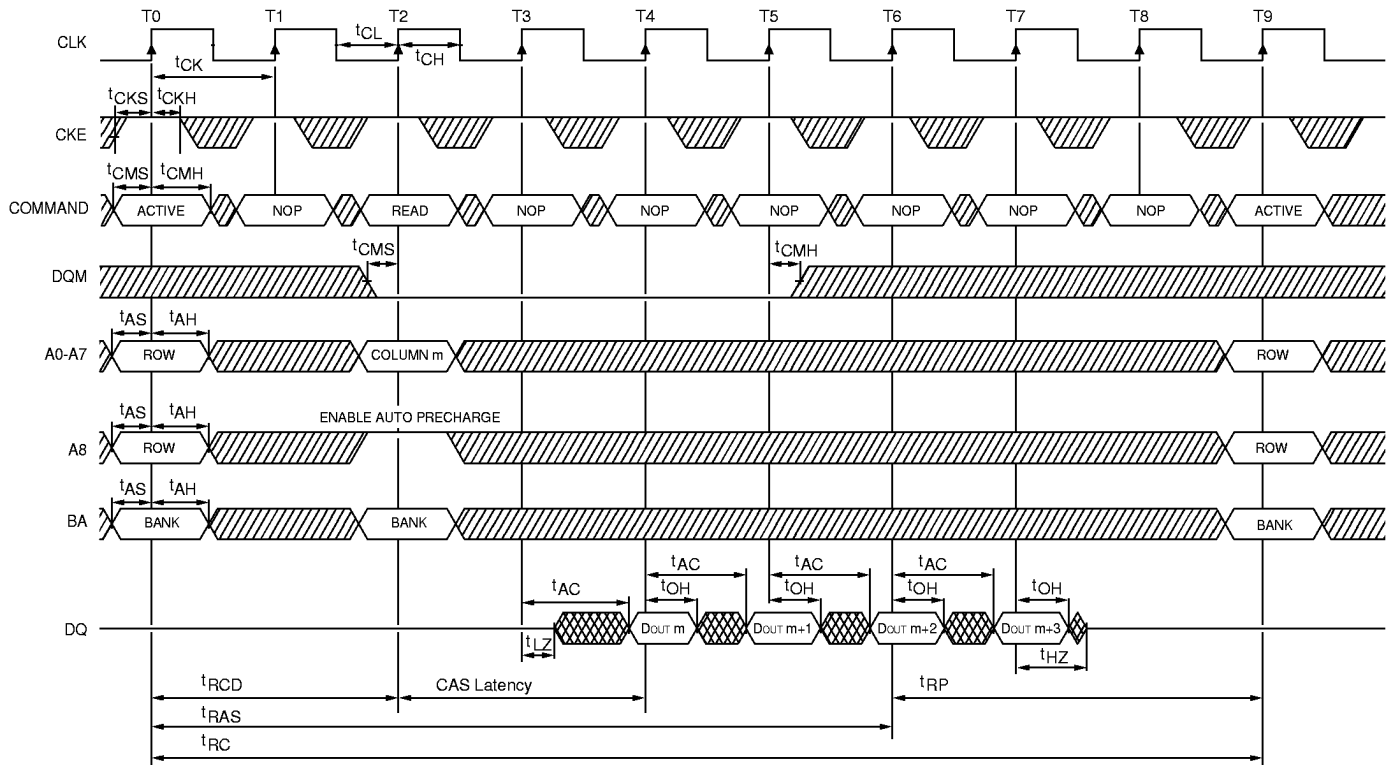 T0 T1 T2 T3 T4 T5 T6 T7 T8 T9
CLK tCL tCH
tCK
tCKS tCKH
CKE
tCMS tCMH
COMMAND ACTIVE NOP READ NOP NOP NOP NOP NOP NOP ACTIVE
tCMS tCMH
DQM
tAS tAH
A0-A7 ROW COLUMN m ROW
tAS tAH ENABLE AUTO PRECHARGE
A8 ROW ROW
tAS tAH
BA BANK BANK BANK
tAC tAC tAC tAC
tOH tOH tOH tOH
DQ DOUT m DOUT m+1 DOUT m+2 DOUT m+3
tLZ tHZ
tRCD CAS Latency tRP
tRAS
tRC